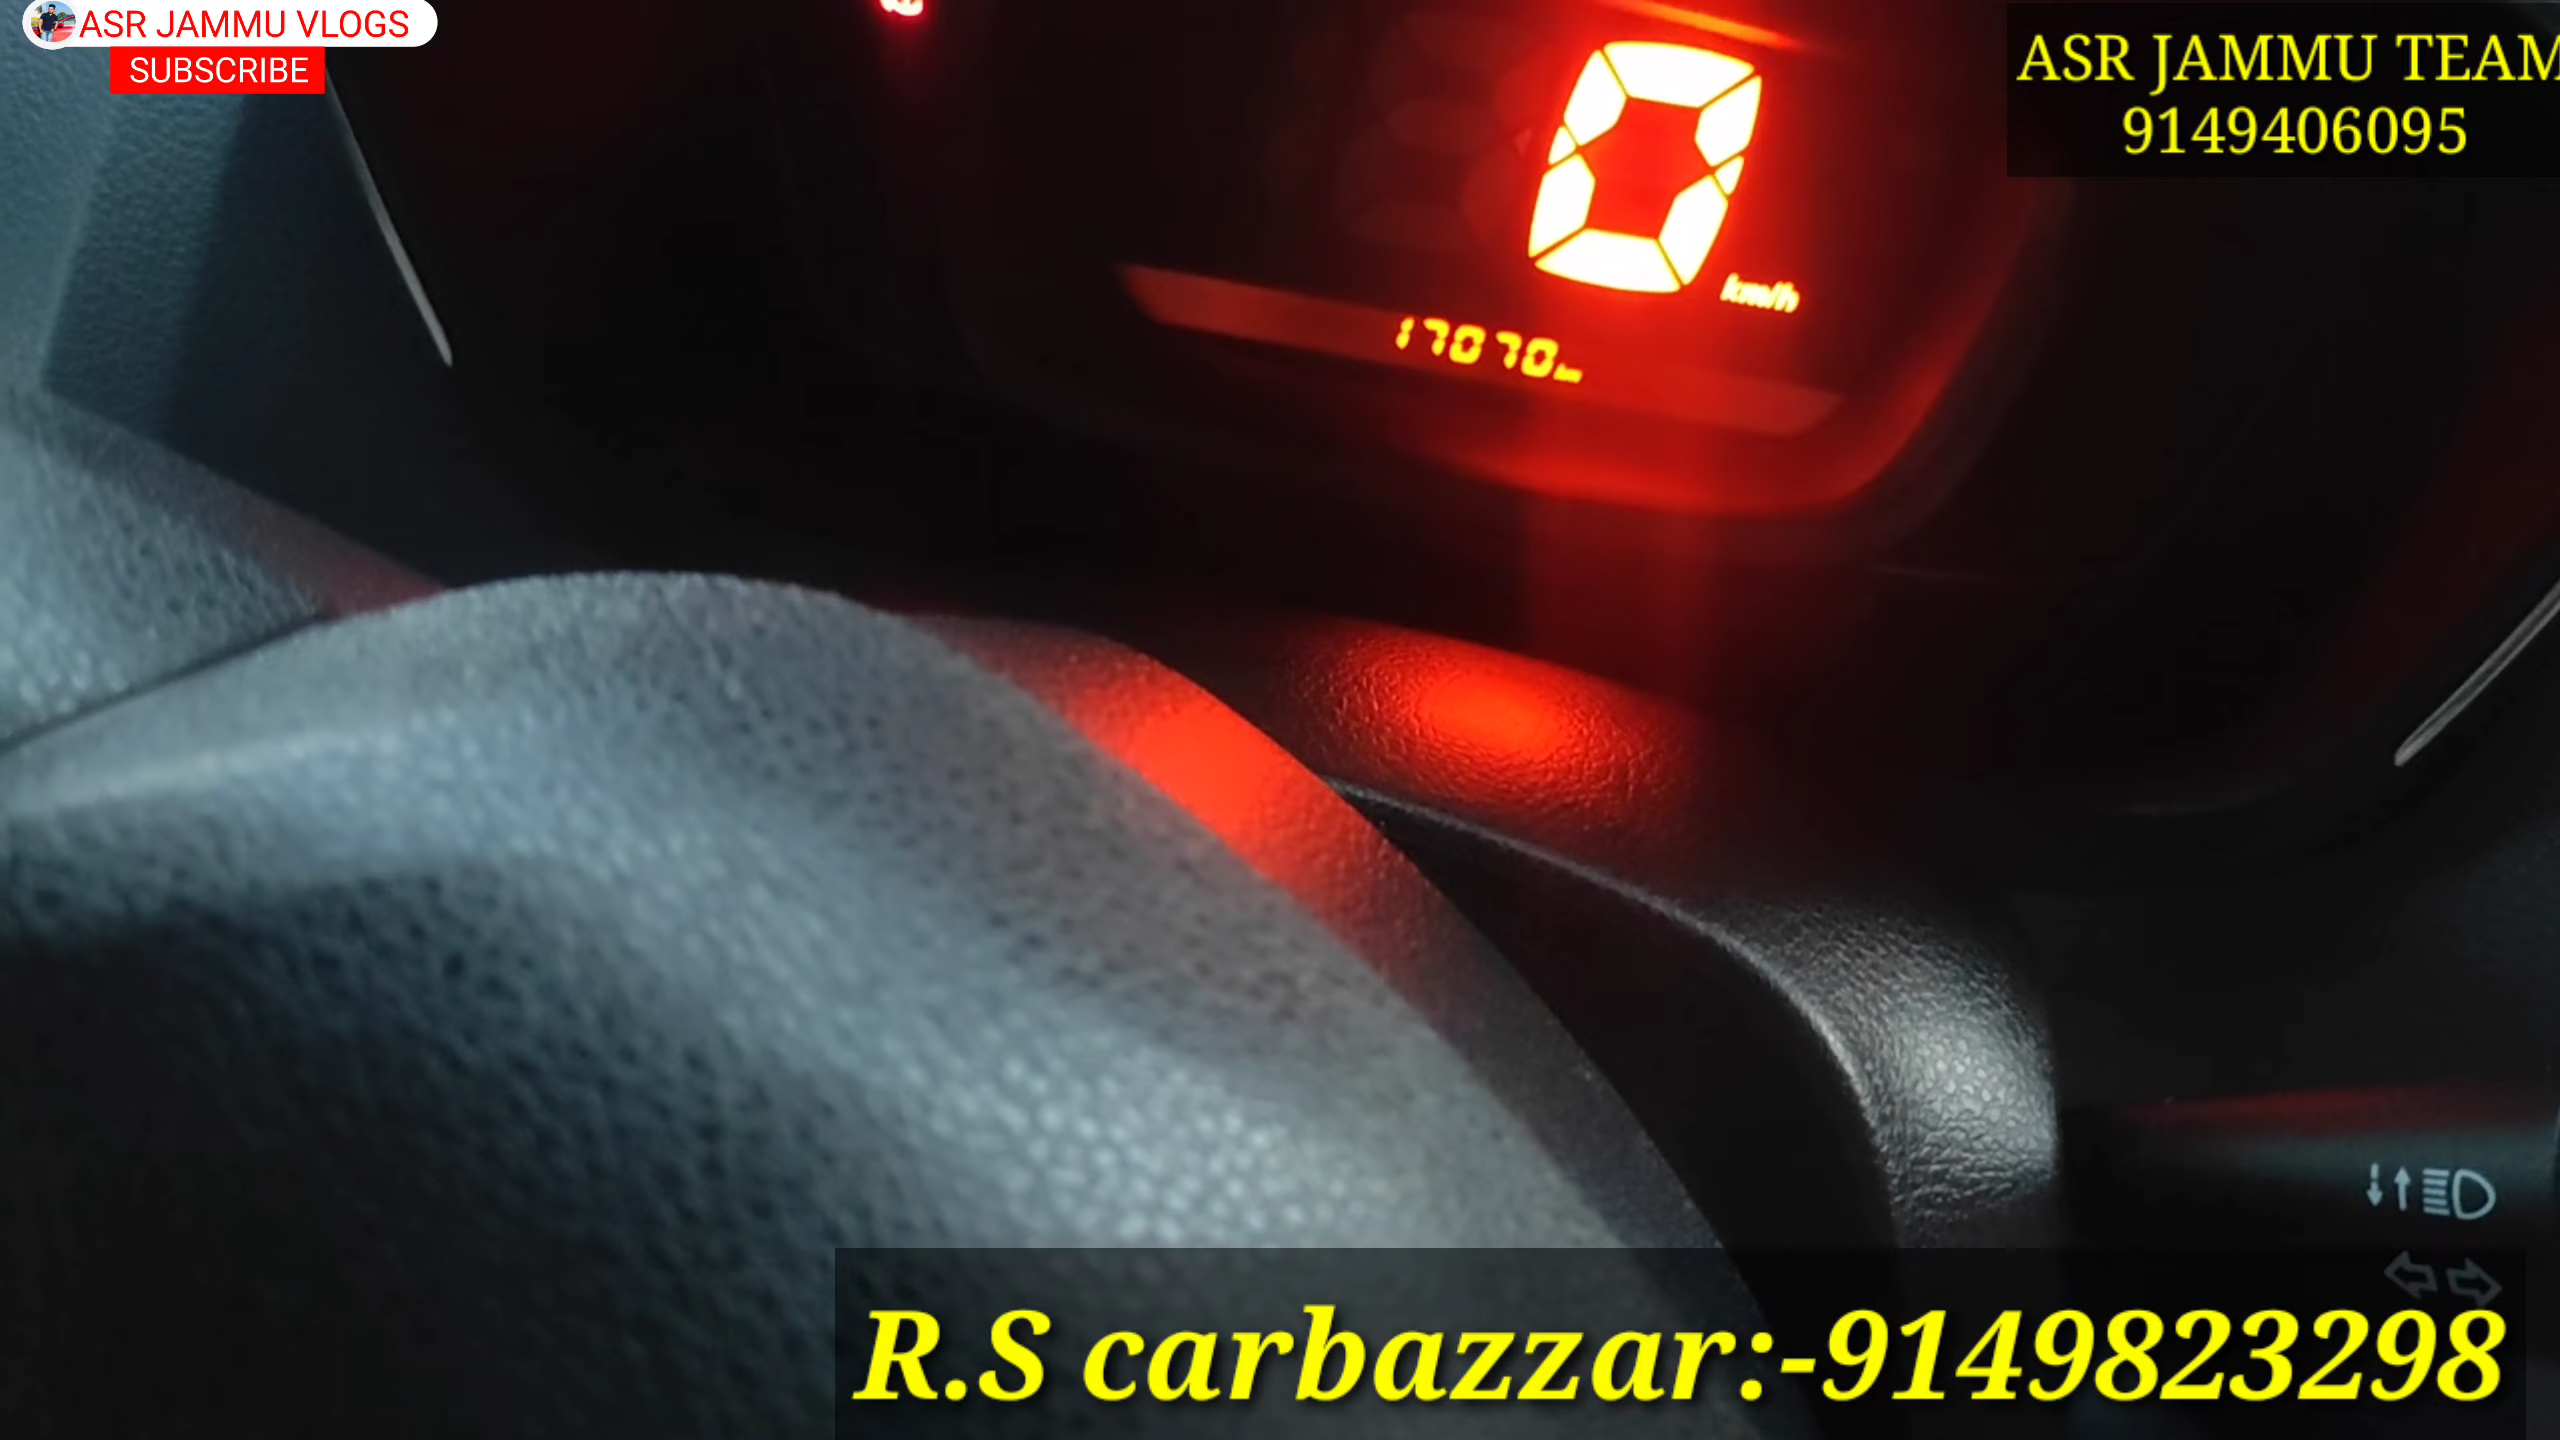 ASR JAMMU VLOGS
SUBSCRIBE
ASR JAMMU TEAM
9149406095
0
km/h
17070
R.S carbazzar:-9149823298